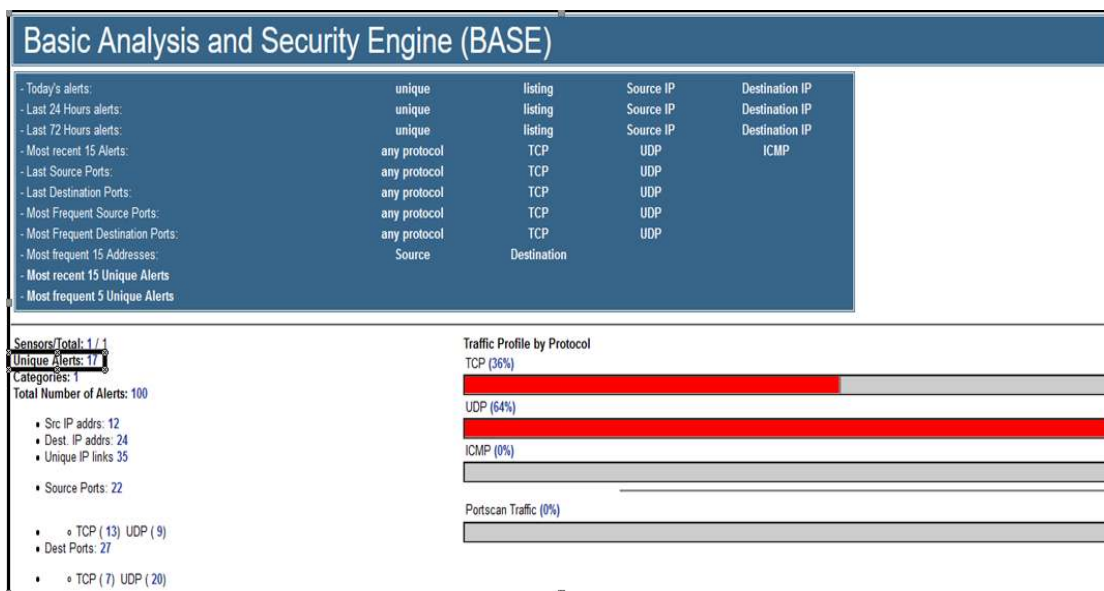 Basic Analysis and Security Engine (BASE)
- Today's alerts: unique listing Source IP Destination IP
- Last 24 Hours alerts: unique listing Source IP Destination IP
- Last 72 Hours alerts: unique listing Source IP Destination IP
- Most recent 15 Alerts: any protocol TCP UDP ICMP
- Last Source Ports: any protocol TCP UDP
- Last Destination Ports: any protocol TCP UDP
- Most Frequent Source Ports: any protocol TCP UDP
- Most Frequent Destination Ports: any protocol TCP UDP
- Most frequent 15 Addresses: Source Destination
- Most recent 15 Unique Alerts
- Most frequent 5 Unique Alerts
Sensors/Total: 1 / 1
Unique Alerts: 17
Categories: 1
Total Number of Alerts: 100
• Src IP addrs: 12
• Dest. IP addrs: 24
• Unique IP links 35
• Source Ports: 22
• ∘ TCP ( 13) UDP ( 9)
• Dest Ports: 27
• ∘ TCP ( 7) UDP ( 20)
Traffic Profile by Protocol
TCP (36%)
UDP (64%)
ICMP (0%)
Portscan Traffic (0%)